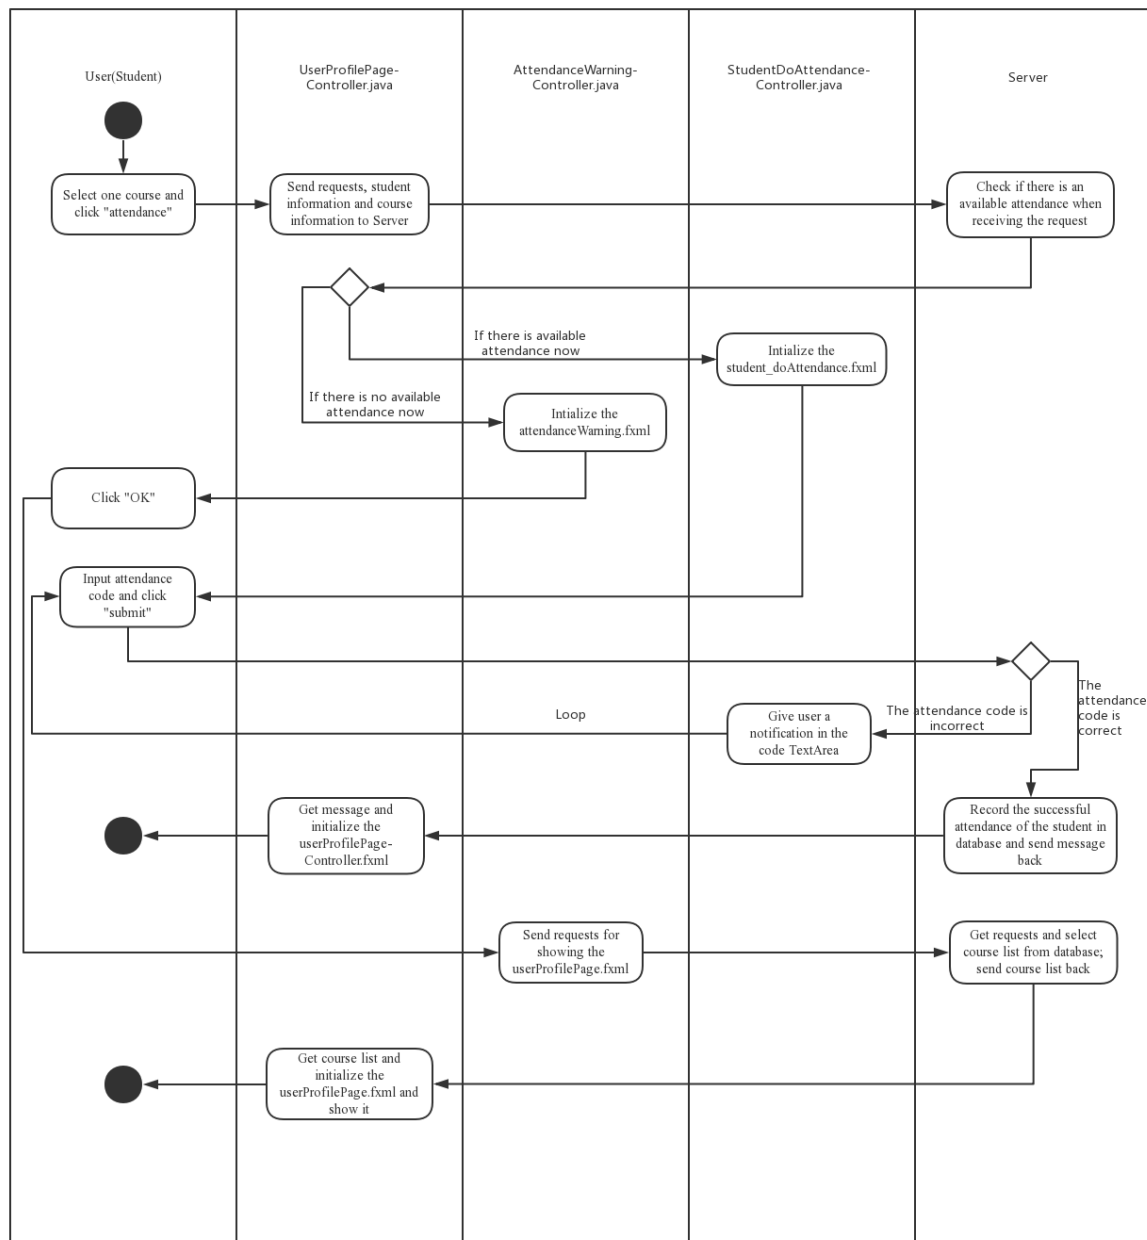 User(Student)
UserProfilePage-
Controller.java
AttendanceWarning-
Controller.java
StudentDoAttendance-
Controller.java
Server
Select one course and
click "attendance"
Send requests, student
information and course
information to Server
Check if there is an
available attendance when
receiving the request
If there is available
attendance now
Intialize the
student_doAttendance.fxml
If there is no available
attendance now
Intialize the
attendanceWarning.fxml
Click "OK"
Input attendance
code and click
"submit"
The
attendance
code is
correct
The attendance code is
incorrect
Give user a
notification in the
code TextArea
Loop
Get message and
initialize the
userProfilePage-
Controller.fxml
Record the successful
attendance of the student in
database and send message
back
Send requests for
showing the
userProfilePage.fxml
Get requests and select
course list from database;
send course list back
Get course list and
initialize the
userProfilePage.fxml and
show it